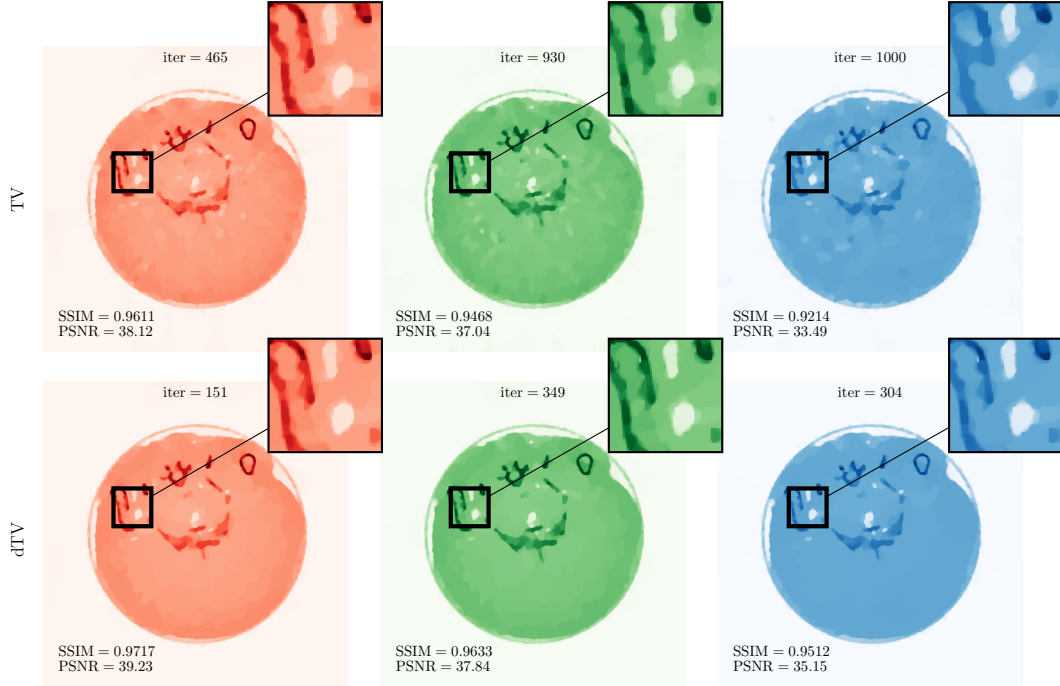 iter = 465
iter = 930
iter = 1000
TV
SSIM = 0.9611
PSNR = 38.12
SSIM = 0.9468
PSNR = 37.04
SSIM = 0.9214
PSNR = 33.49
iter = 151
iter = 349
iter = 304
dTV
SSIM = 0.9717
PSNR = 39.23
SSIM = 0.9633
PSNR = 37.84
SSIM = 0.9512
PSNR = 35.15